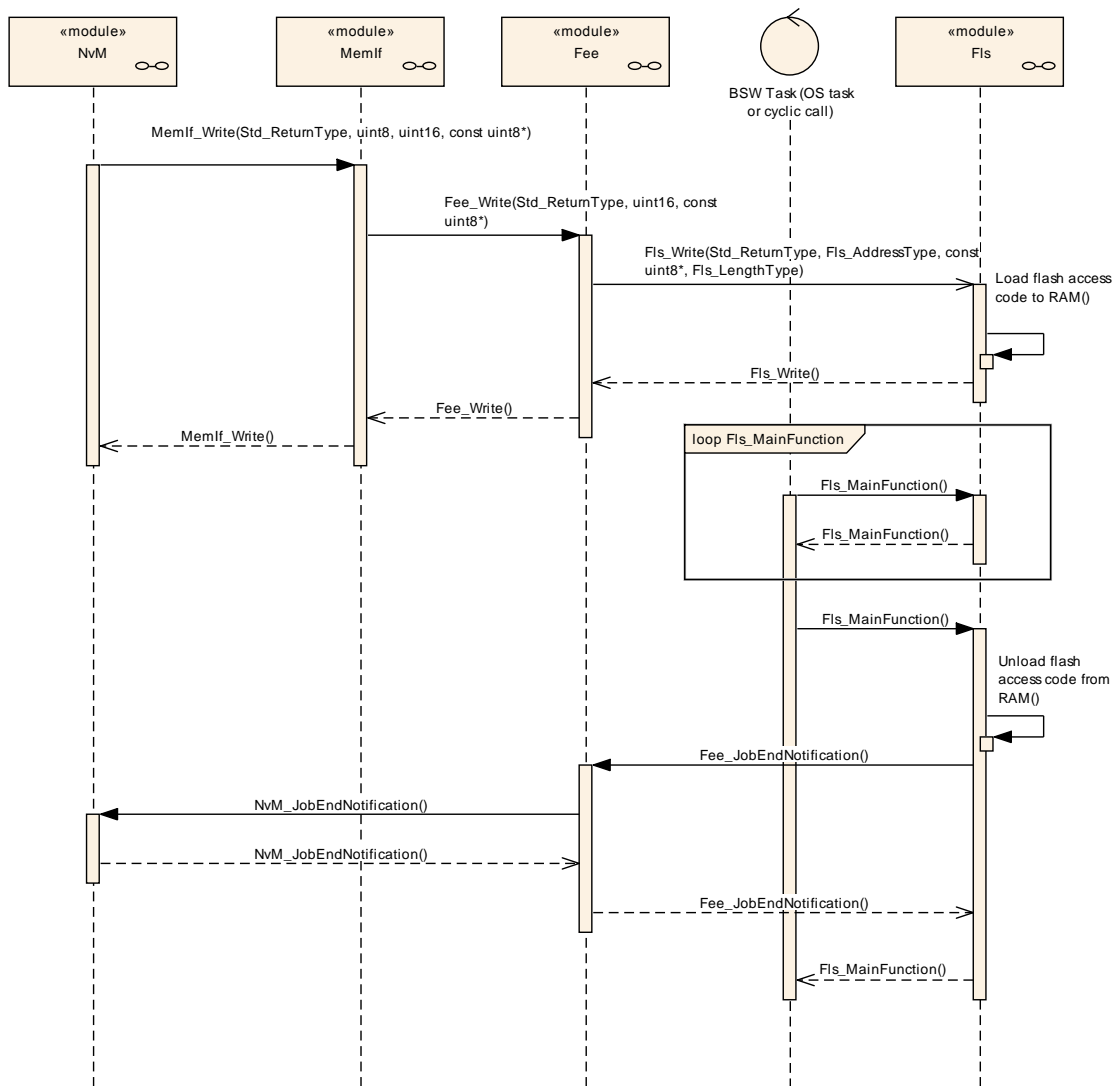 «module»
NvM
«module»
MemIf
«module»
Fee
BSW Task (OS task
or cyclic call)
«module»
Fls
MemIf_Write(Std_ReturnType, uint8, uint16, const uint8*)
Fee_Write(Std_ReturnType, uint16, const
uint8*)
Fls_Write(Std_ReturnType, Fls_AddressType, const
uint8*, Fls_LengthType)
Load flash access
code to RAM()
Fls_Write()
Fee_Write()
MemIf_Write()
loop Fls_MainFunction
Fls_MainFunction()
Fls_MainFunction()
Fls_MainFunction()
Unload flash
access code from
RAM()
Fee_JobEndNotification()
NvM_JobEndNotification()
NvM_JobEndNotification()
Fee_JobEndNotification()
Fls_MainFunction()